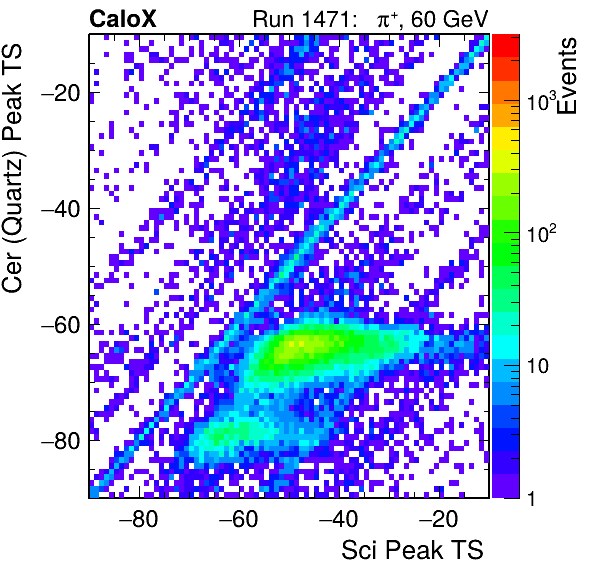 CaloX Run 1471: π⁺, 60 GeV
Cer (Quartz) Peak TS
−20
−40
−60
−80
−80 −60 −40 −20
Sci Peak TS
Events
10³
10²
10
1